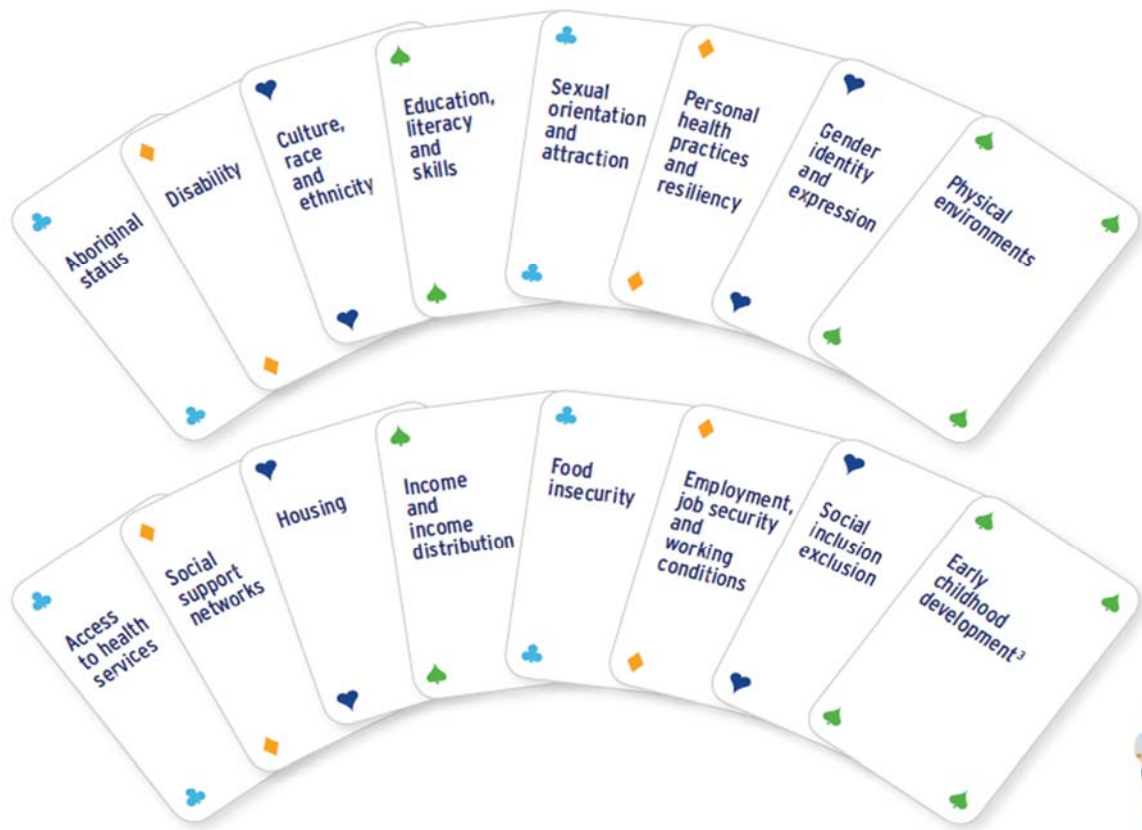 Aboriginal
status
Disability
Culture,
race
and
ethnicity
Education,
literacy
and
skills
Sexual
orientation
and
attraction
Personal
health
practices
and
resiliency
Gender
identity
and
expression
Physical
environments
Access
to health
services
Social
support
networks
Housing
Income
and
income
distribution
Food
insecurity
Employment,
job security
and
working
conditions
Social
inclusion
exclusion
Early
childhood
development³